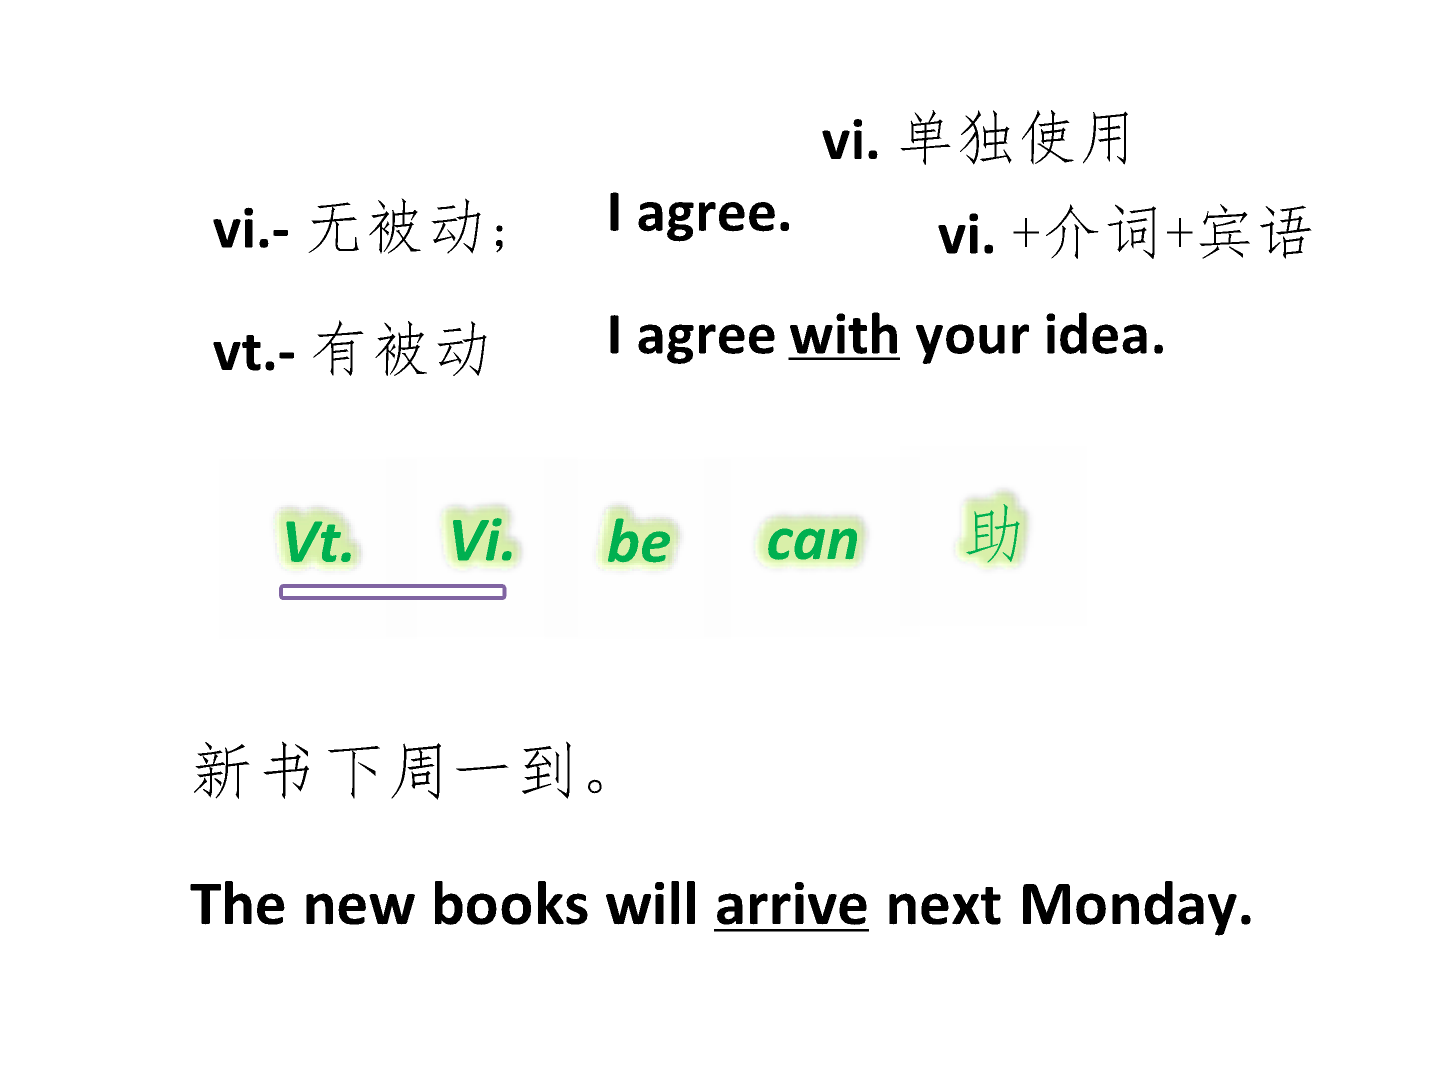 vi. 单独使用
vi.- 无被动；
I agree.
vi. +介词+宾语
vt.- 有被动
I agree with your idea.
Vt. Vi. be can 助
新书下周一到。
The new books will arrive next Monday.